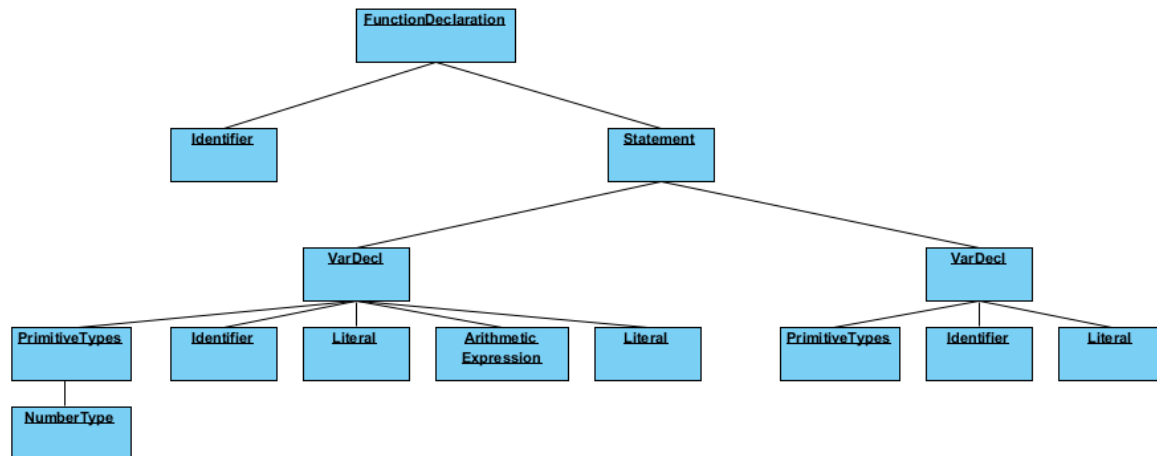 FunctionDeclaration
Identifier
Statement
VarDecl
VarDecl
PrimitiveTypes
Identifier
Literal
Arithmetic
Expression
Literal
PrimitiveTypes
Identifier
Literal
NumberType